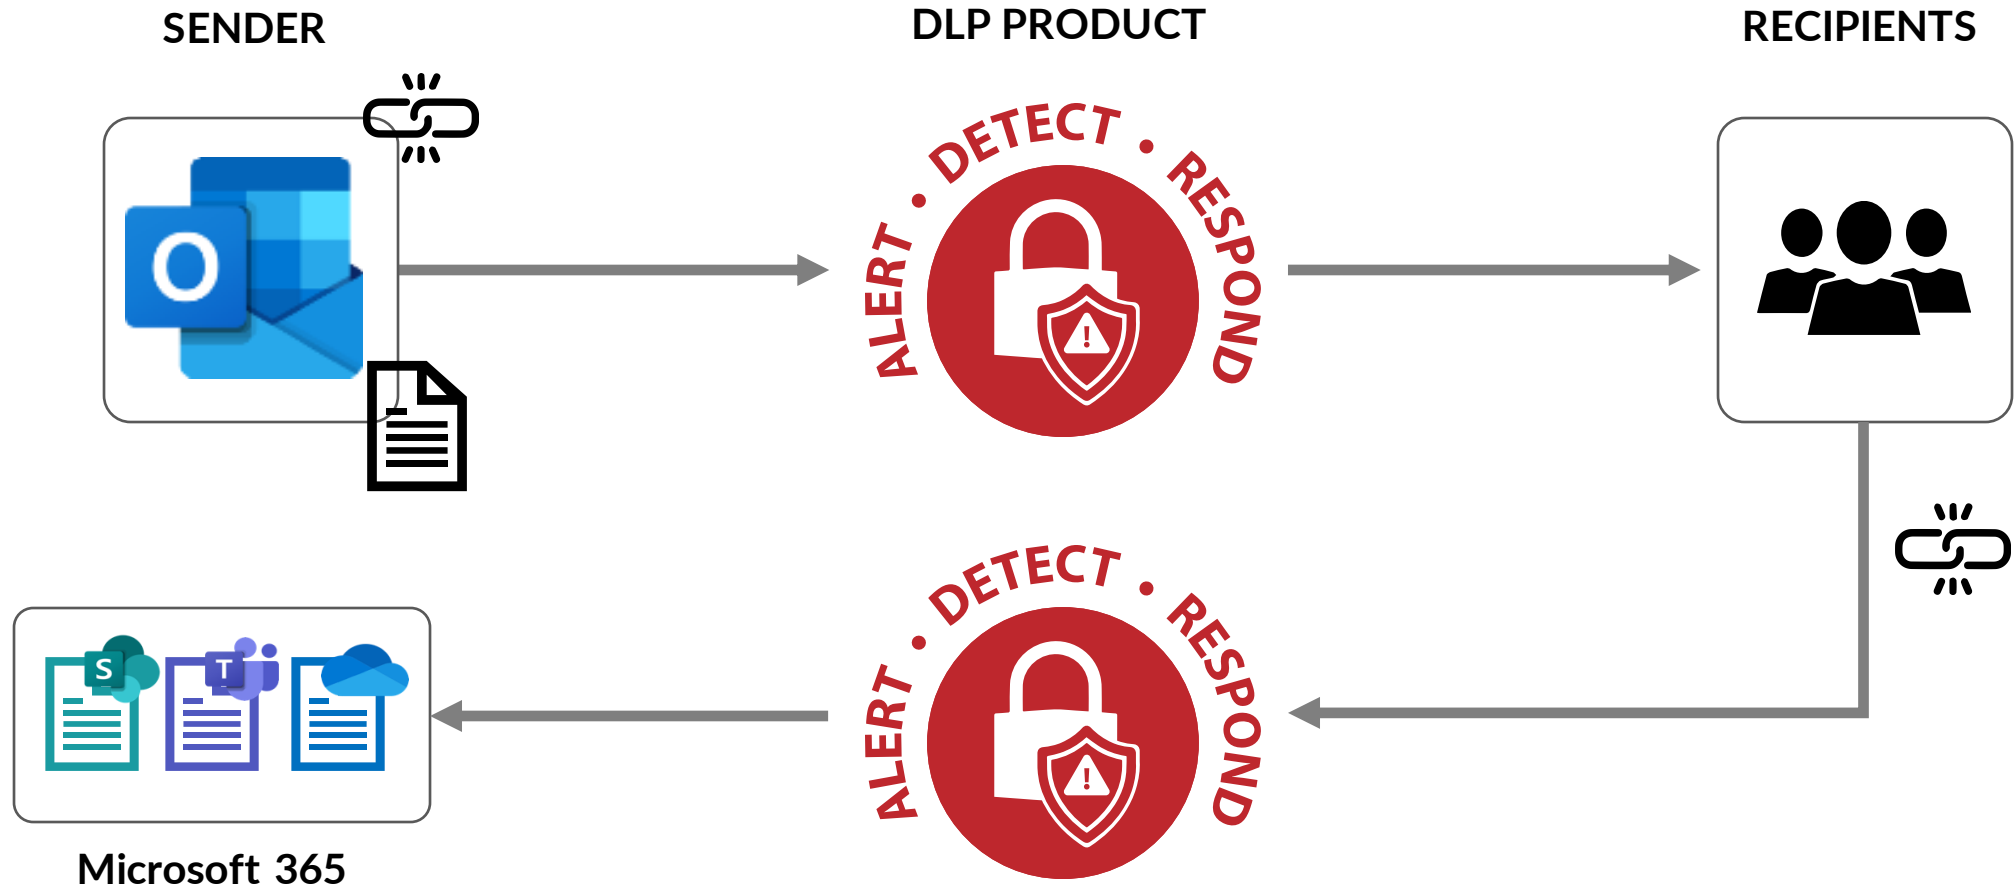 SENDER
DLP PRODUCT
RECIPIENTS
O
ALERT • DETECT • RESPOND
!
ALERT • DETECT • RESPOND
!
S
T
Microsoft 365